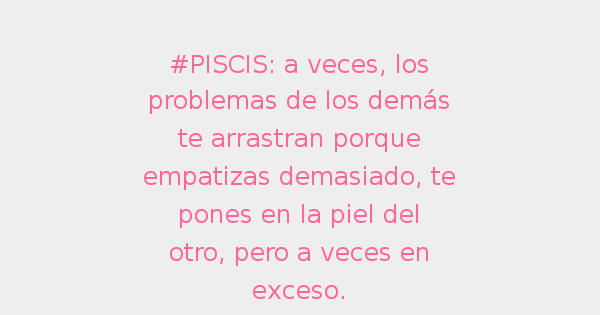 #PISCIS: a veces, los
problemas de los demás
te arrastran porque
empatizas demasiado, te
pones en la piel del
otro, pero a veces en
exceso.